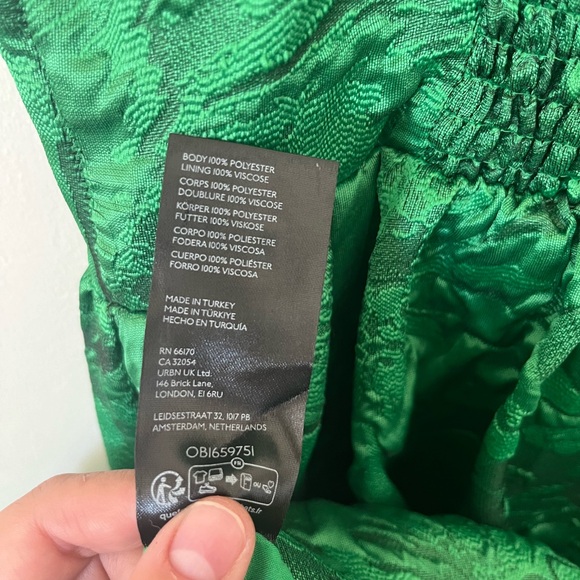 BODY 100% POLYESTER
LINING 100% VISCOSE
CORPS 100% POLYESTER
DOUBLURE 100% VISCOSE
KÖRPER 100% POLYESTER
FUTTER 100% VISKOSE
CORPO 100% POLIESTERE
FODERA 100% VISCOSA
CUERPO 100% POLIÉSTER
FORRO 100% VISCOSA
MADE IN TURKEY
MADE IN TÜRKIYE
HECHO EN TURQUÍA
RN 66170
CA 32054
URBN UK Ltd.
146 Brick Lane,
LONDON, E1 6RU
LEIDSESTRAAT 32, 1017 PB
AMSTERDAM, NETHERLANDS
OB1659751
FR
OU